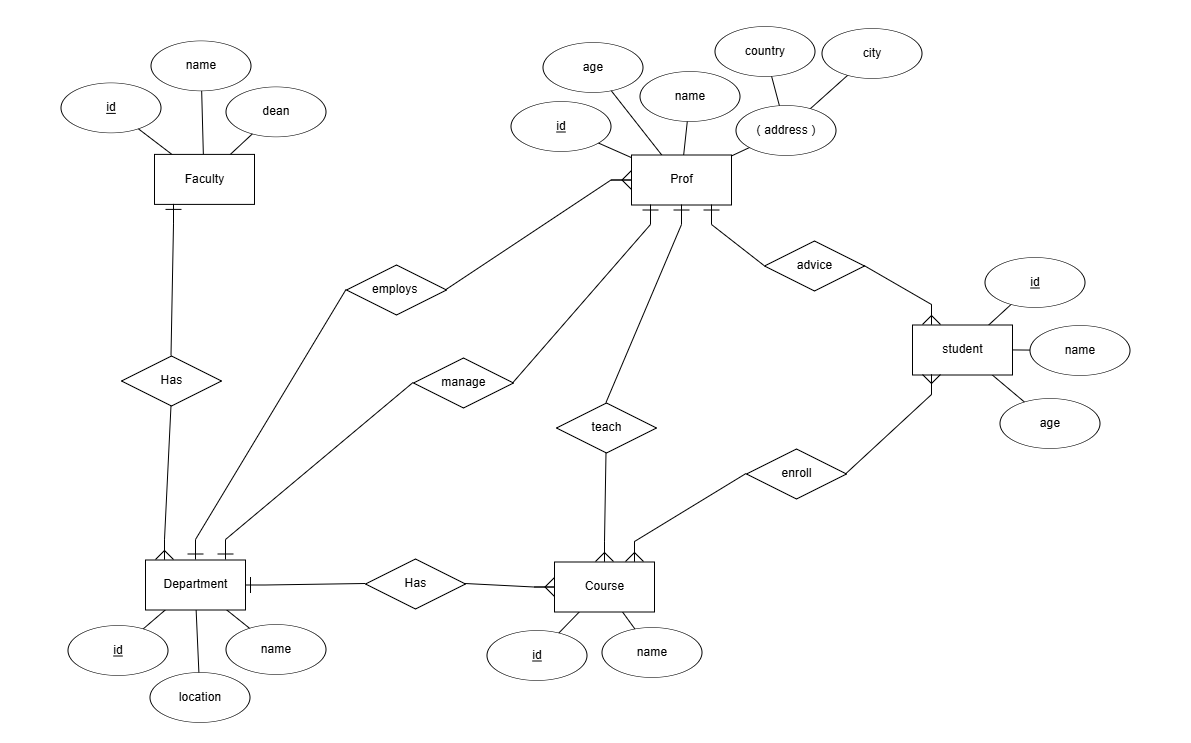 name
id
dean
Faculty
age
name
id
country
city
( address )
Prof
employs
manage
advice
teach
enroll
Has
id
student
name
age
Department
Has
Course
id
location
name
id
name